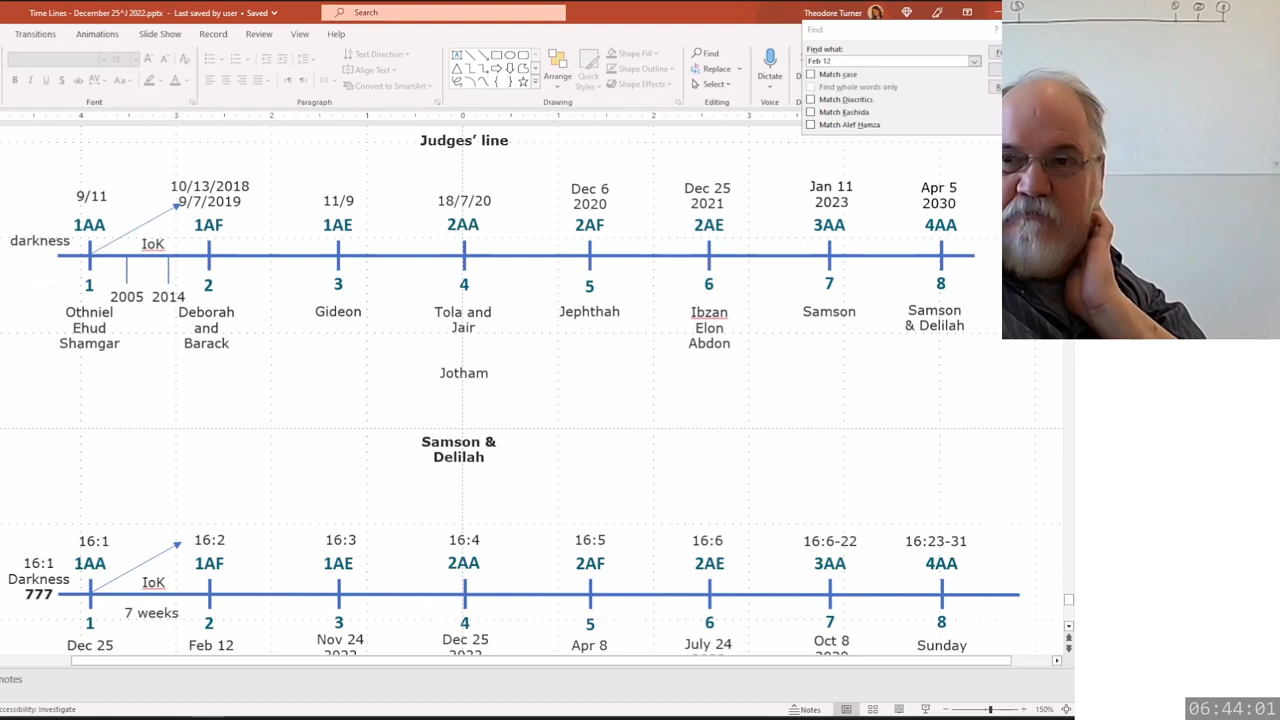 Time Lines - December 25^J 2022.pptx • Last saved by user • Saved
Search
Theodore Turner
Transitions Animations Slide Show Record Review View Help
Text Direction
Align Text
Convert to SmartArt
Arrange
Quick Styles
Shape Fill
Shape Outline
Shape Effects
Find
Replace
Select
Dictate
Font Paragraph Drawing Editing Voice
Find
Find what:
Feb 12
Match case
Find whole words only
Match Diacritics
Match Kashida
Match Alef Hamza
4 3 2 1 0 1 2 3
Judges’ line
9/11
10/13/2018
9/7/2019
11/9
18/7/20
Dec 6
2020
Dec 25
2021
Jan 11
2023
Apr 5
2030
1AA 1AF 1AE 2AA 2AF 2AE 3AA 4AA
darkness
IoK
1 2 3 4 5 6 7 8
2005 2014
Othniel
Ehud
Shamgar
Deborah
and
Barack
Gideon
Tola and
Jair
Jephthah
Ibzan
Elon
Abdon
Samson
Samson
& Delilah
Jotham
Samson &
Delilah
16:1 16:2 16:3 16:4 16:5 16:6 16:6-22 16:23-31
1AA 1AF 1AE 2AA 2AF 2AE 3AA 4AA
16:1
Darkness
777
IoK
7 weeks
1 2 3 4 5 6 7 8
Dec 25 Feb 12 Nov 24 Dec 25 Apr 8 July 24 Oct 8 Sunday
notes
ccessibility: Investigate
Notes
150%
06:44:01